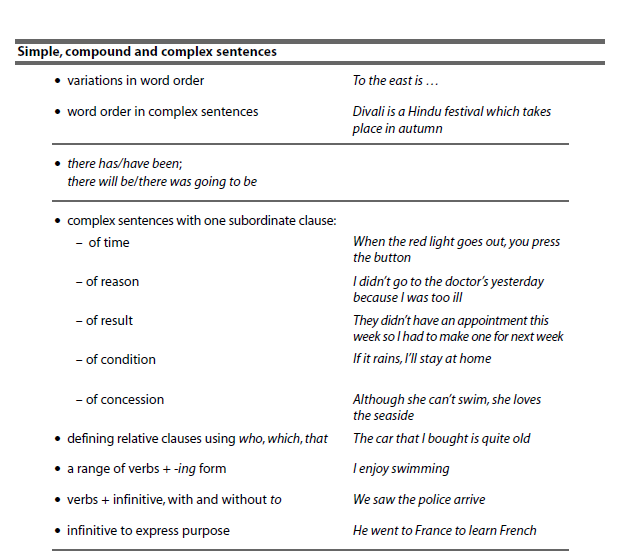 Simple, compound and complex sentences
• variations in word order To the east is …
• word order in complex sentences Divali is a Hindu festival which takes
place in autumn
• there has/have been;
there will be/there was going to be
• complex sentences with one subordinate clause:
– of time When the red light goes out, you press
the button
– of reason I didn't go to the doctor's yesterday
because I was too ill
– of result They didn't have an appointment this
week so I had to make one for next week
– of condition If it rains, I'll stay at home
– of concession Although she can't swim, she loves
the seaside
• defining relative clauses using who, which, that The car that I bought is quite old
• a range of verbs + -ing form I enjoy swimming
• verbs + infinitive, with and without to We saw the police arrive
• infinitive to express purpose He went to France to learn French